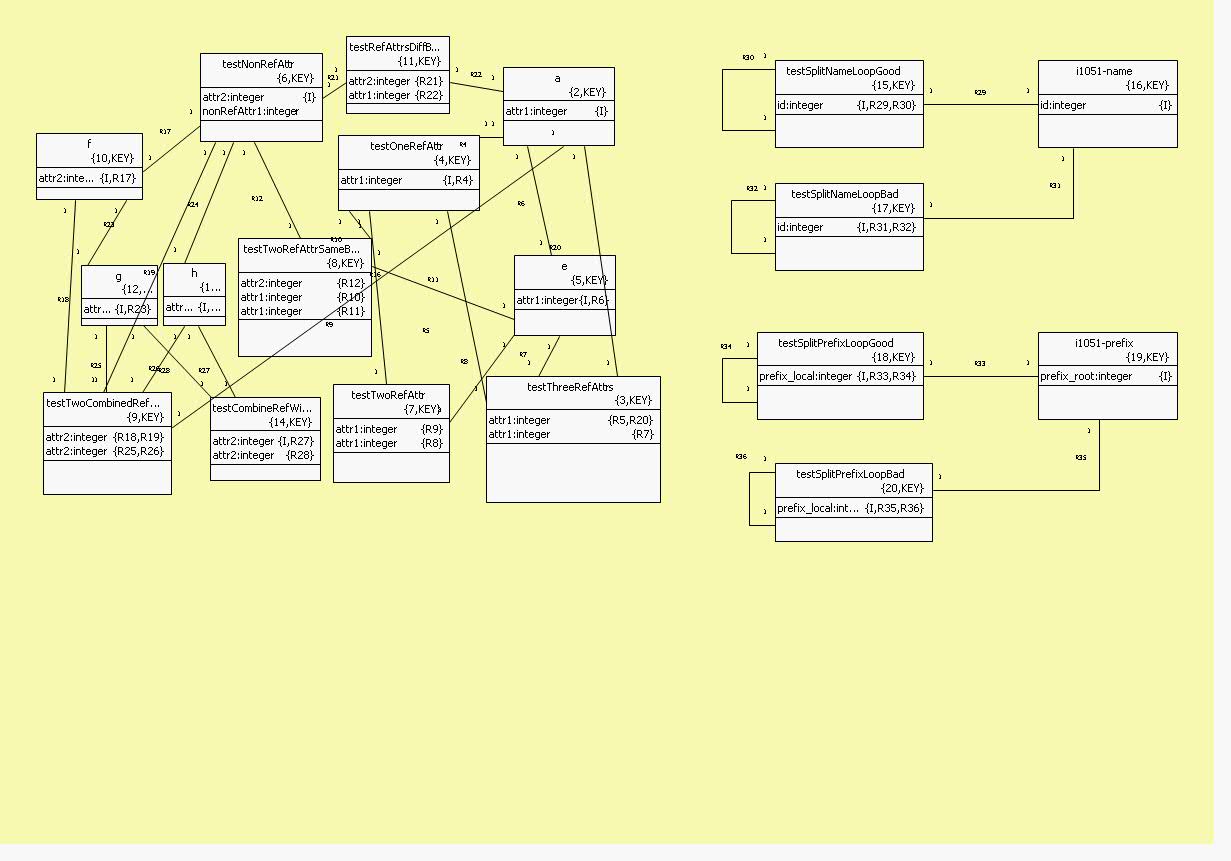 testRefAttrsDiffB...
{11,KEY}
attr2:integer {R21}
attr1:integer {R22}
testNonRefAttr
{6,KEY}
attr2:integer {I}
nonRefAttr1:integer
R21
R22
a
{2,KEY}
attr1:integer {I}
R17
f
{10,KEY}
attr2:inte... {I,R17}
testOneRefAttr
{4,KEY}
attr1:integer {I,R4}
R4
R12
R24
R23
R6
R20
R10
R16
R11
testTwoRefAttrSameB...
{8,KEY}
attr2:integer {R12}
attr1:integer {R10}
attr1:integer {R11}
R9
e
{5,KEY}
attr1:integer{I,R6}
g
{12,...
attr... {I,R23}
R19
h
{1...
attr... {I,...
R18
R5
R7
R8
R25
R26
R28
R27
testTwoCombinedRef...
{9,KEY}
attr2:integer {R18,R19}
attr2:integer {R25,R26}
testCombineRefWi...
{14,KEY}
attr2:integer {I,R27}
attr2:integer {R28}
testTwoRefAttr
{7,KEY}
attr1:integer {R9}
attr1:integer {R8}
testThreeRefAttrs
{3,KEY}
attr1:integer {R5,R20}
attr1:integer {R7}
R30
testSplitNameLoopGood
{15,KEY}
id:integer {I,R29,R30}
R29
i1051-name
{16,KEY}
id:integer {I}
R31
R32
testSplitNameLoopBad
{17,KEY}
id:integer {I,R31,R32}
R34
testSplitPrefixLoopGood
{18,KEY}
prefix_local:integer {I,R33,R34}
R33
i1051-prefix
{19,KEY}
prefix_root:integer {I}
R35
R36
testSplitPrefixLoopBad
{20,KEY}
prefix_local:int... {I,R35,R36}